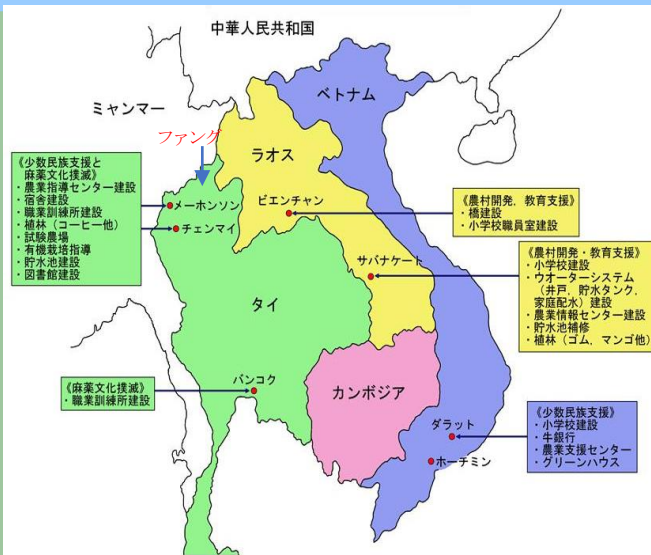 中華人民共和国
ベトナム
ミャンマー
ファング
ラオス
《少数民族支援と
麻薬文化撲滅》
・農業指導センター建設
・宿舎建設
・職業訓練所建設
・植林(コーヒー他)
・試験農場
・有機栽培指導
・貯水池建設
・図書館建設
メーホンソン
チェンマイ
ビエンチャン
《農村開発,教育支援》
・橋建設
・小学校職員室建設
サバナケート
《農村開発・教育支援》
・小学校建設
・ウオーターシステム
(井戸,貯水タンク,
家庭配水)建設
・農業情報センター建設
・貯水池補修
・植林(ゴム,マンゴ他)
タイ
《麻薬文化撲滅》
・職業訓練所建設
バンコク
カンボジア
ダラット
ホーチミン
《少数民族支援》
・小学校建設
・牛銀行
・農業支援センター
・グリーンハウス